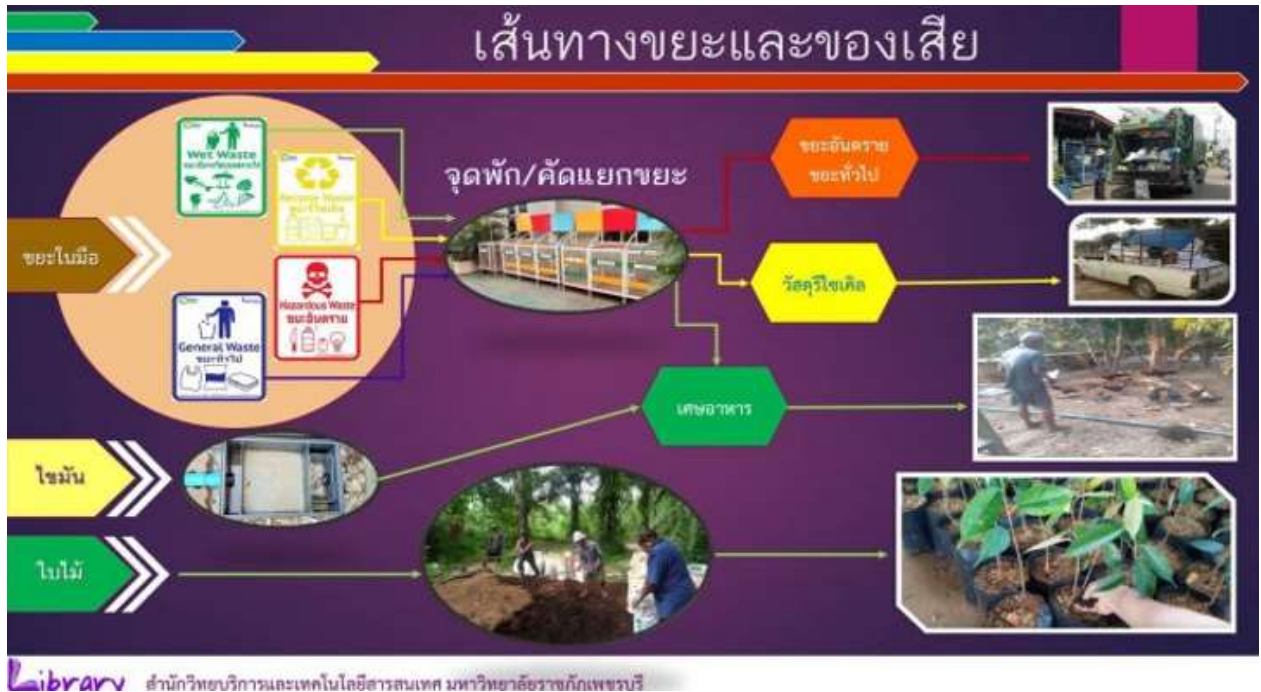 เส้นทางขยะและของเสีย
Wet Waste
จุดพัก/คัดแยกขยะ
ขยะอันตราย
ขยะทั่วไป
ขยะในมือ
Hazardous Waste
ขยะอันตราย
วัสดุรีไซเคิล
General Waste
ขยะทั่วไป
เศษอาหาร
ไขมัน
ใบไม้
Library สำนักวิทยบริการและเทคโนโลยีสารสนเทศ มหาวิทยาลัยราชภัฏเพชรบุรี